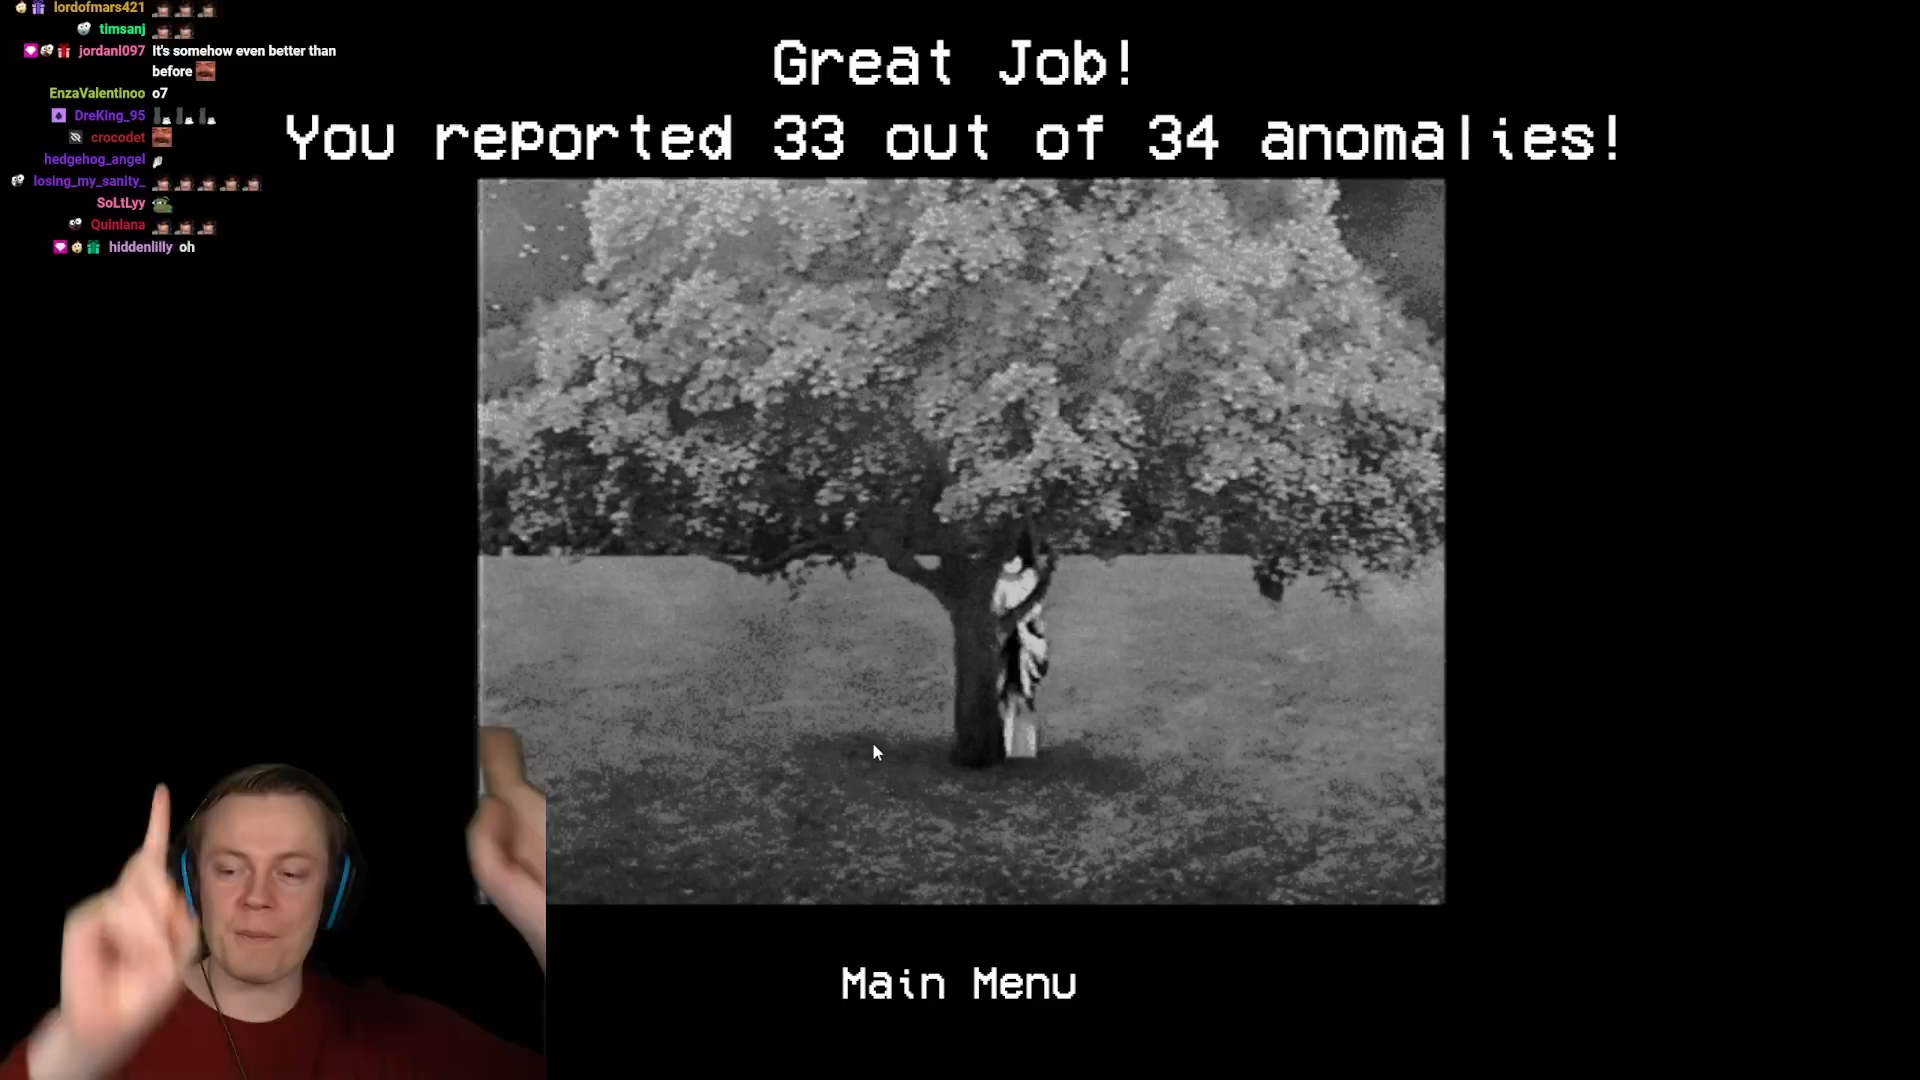 lordofmars421
timsanj
jordanl097 It's somehow even better than
before
EnzaValentinoo o7
DreKing_95
crocodet
hedgehog_angel
losing_my_sanity_
SoLtLyy
Quinlana
hiddenlilly oh
Great Job!
You reported 33 out of 34 anomalies!
Main Menu